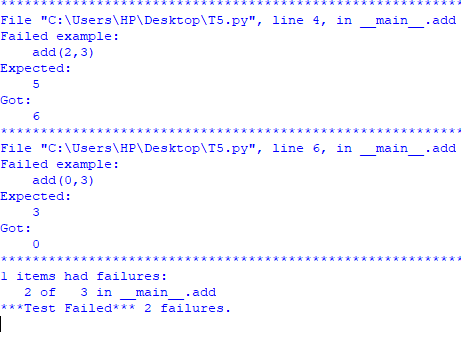 **********************************************************
File "C:\Users\HP\Desktop\T5.py", line 4, in __main__.add
Failed example:
    add(2,3)
Expected:
    5
Got:
    6
**********************************************************
File "C:\Users\HP\Desktop\T5.py", line 6, in __main__.add
Failed example:
    add(0,3)
Expected:
    3
Got:
    0
**********************************************************
1 items had failures:
   2 of   3 in __main__.add
***Test Failed*** 2 failures.